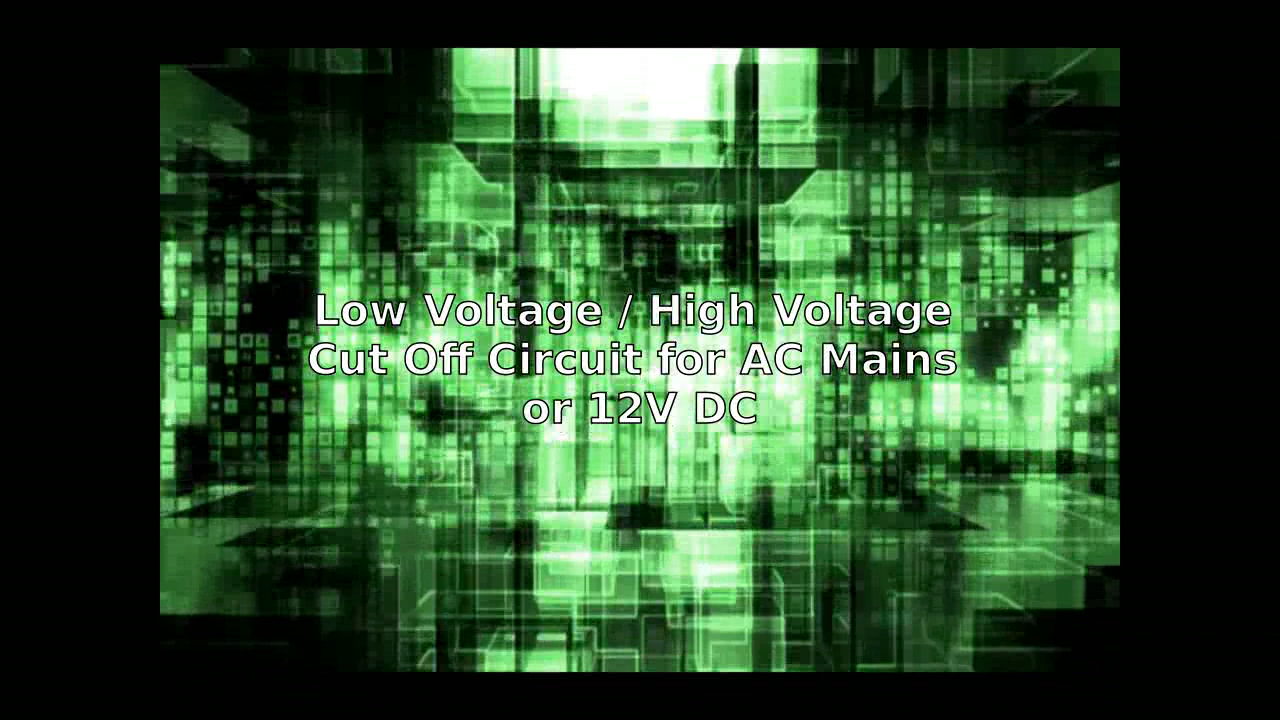 Low Voltage / High Voltage
Cut Off Circuit for AC Mains
or 12V DC